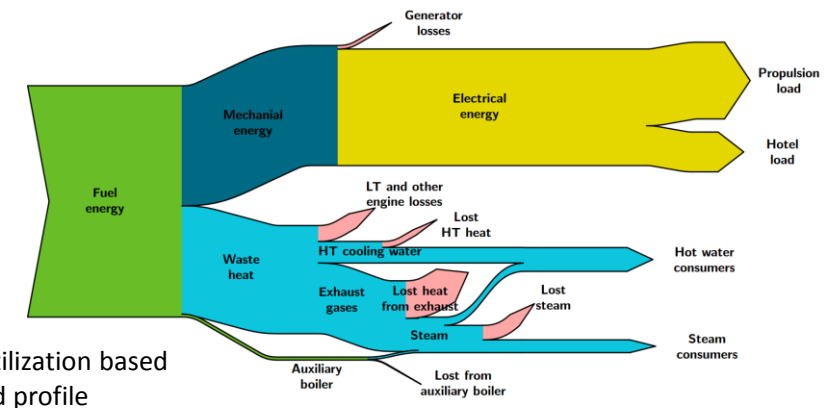 Generator
losses
Mechanial
energy
Electrical
energy
Propulsion
load
Hotel
load
Fuel
energy
LT and other
engine losses
Lost
HT heat
HT cooling water
Waste
heat
Hot water
consumers
Exhaust
gases
Lost heat
from exhaust
Lost
steam
Steam
Steam
consumers
Auxiliary
boiler
Lost from
auxiliary boiler
tilization based
d profile